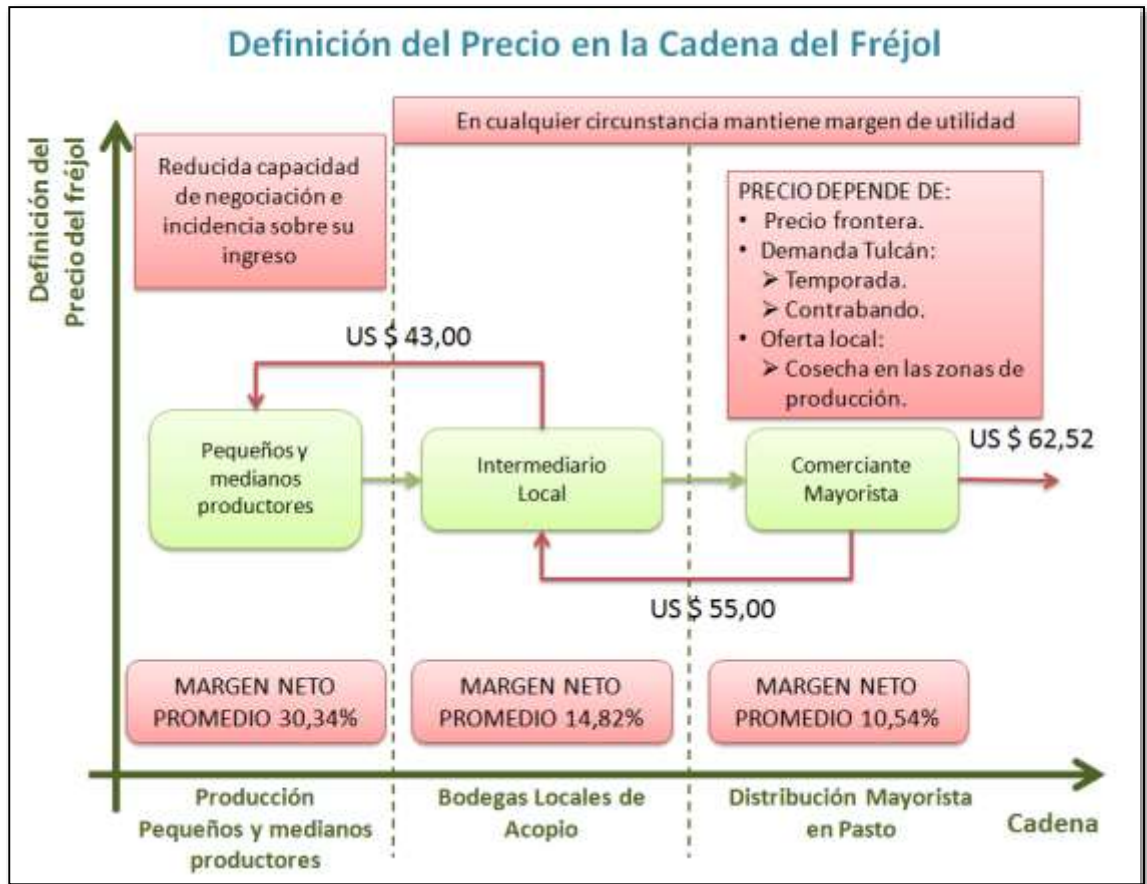 Definición del Precio en la Cadena del Fréjol
Definición del
Precio del fréjol
En cualquier circunstancia mantiene margen de utilidad
Reducida capacidad
de negociación e
incidencia sobre su
ingreso
PRECIO DEPENDE DE:
• Precio frontera.
• Demanda Tulcán:
➢ Temporada.
➢ Contrabando.
• Oferta local:
➢ Cosecha en las zonas de
producción.
US $ 43,00
US $ 62,52
Pequeños y
medianos
productores
Intermediario
Local
Comerciante
Mayorista
US $ 55,00
MARGEN NETO
PROMEDIO 30,34%
MARGEN NETO
PROMEDIO 14,82%
MARGEN NETO
PROMEDIO 10,54%
Producción
Pequeños y medianos
productores
Bodegas Locales de
Acopio
Distribución Mayorista
en Pasto
Cadena